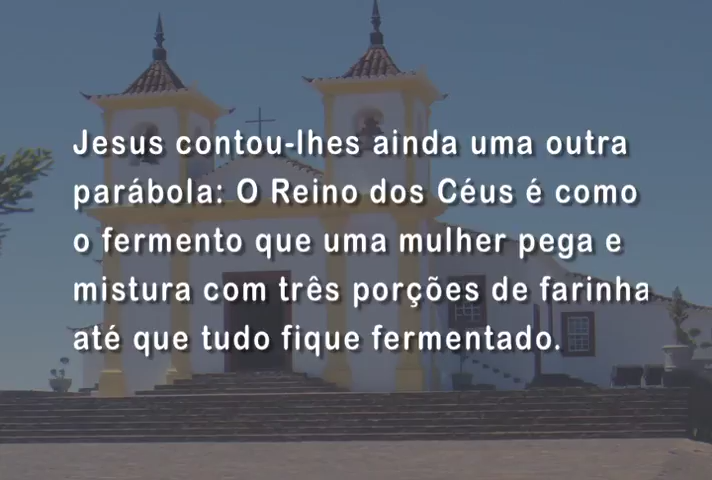 Jesus contou-lhes ainda uma outra
parábola: O Reino dos Céus é como
o fermento que uma mulher pega e
mistura com três porções de farinha
até que tudo fique fermentado.